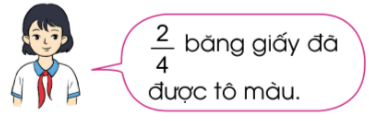 2/4 băng giấy đã
được tô màu.